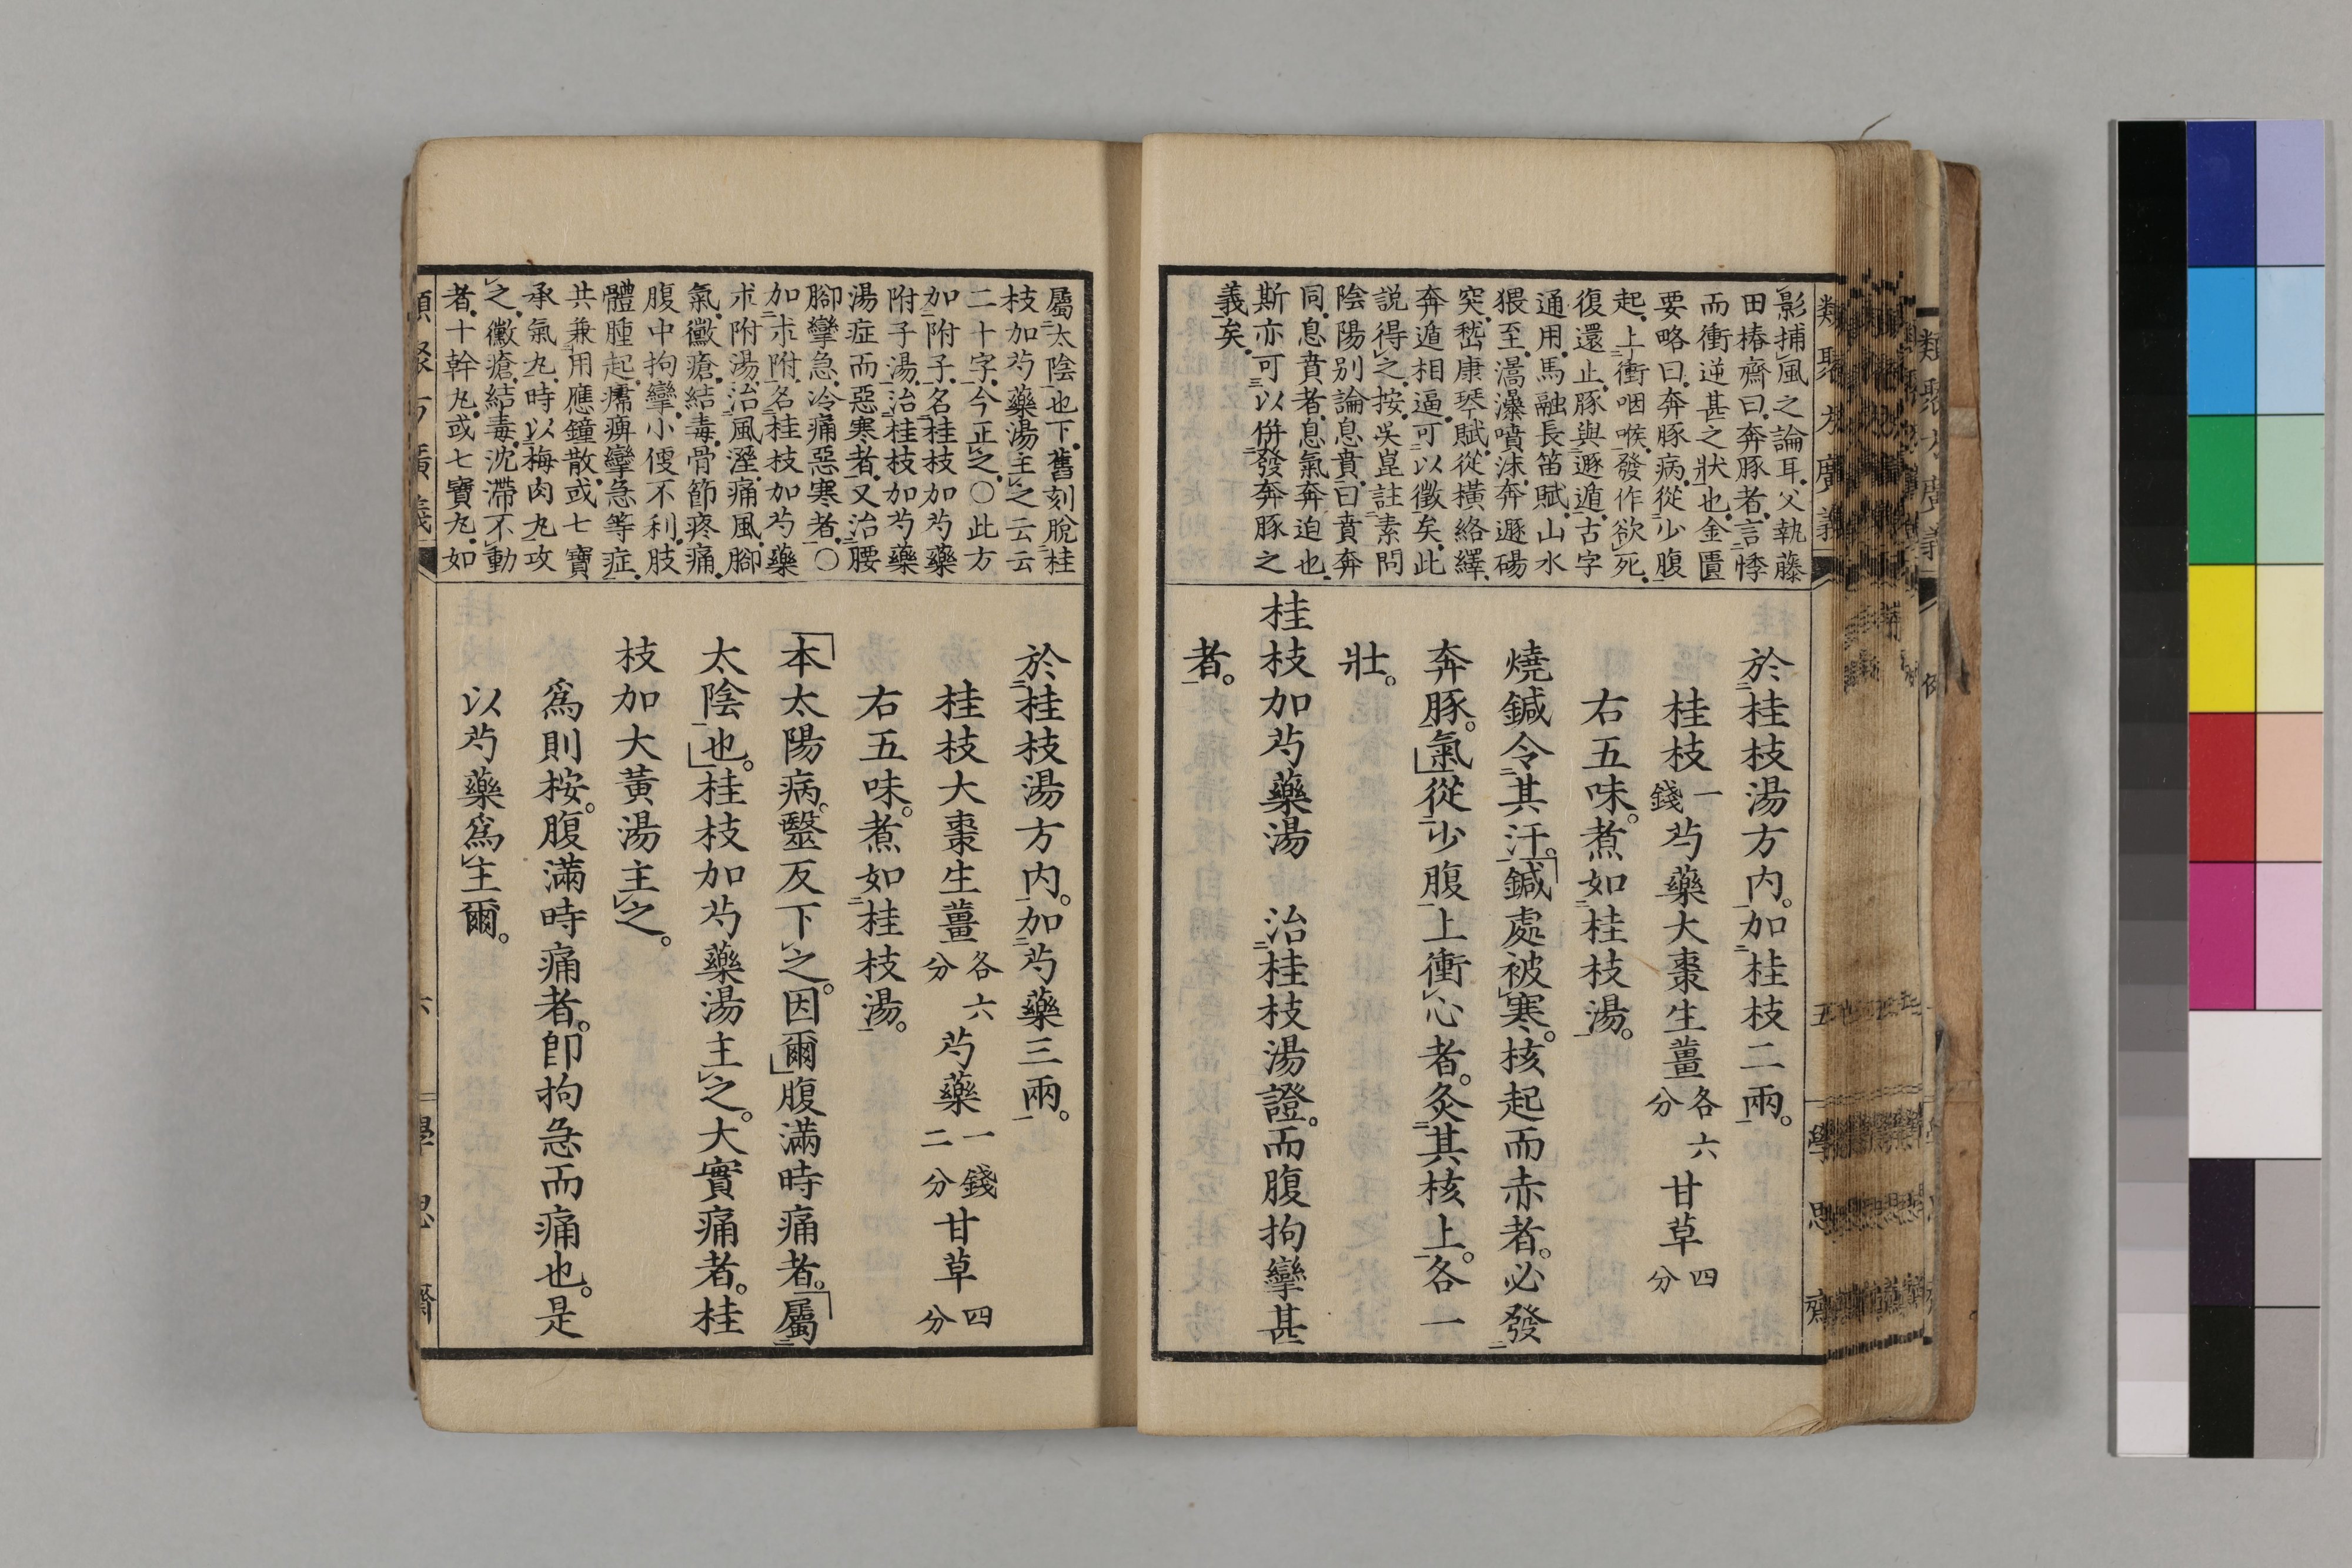 類聚方廣義
影捕風之論耳父執藤
田椿齋曰奔豚者言悸
而衝逆甚之狀也金匱
要略曰奔豚病從少腹
起上衝咽喉發作欲死
復還止豚與遯遁古字
通用馬融長笛賦山水
猥至渟瀑噴沫奔遯碭
突嵆康琴賦從橫絡繹
奔遁相逼可以徵矣此
説得之按吳崑註素問
陰陽別論息賁曰賁奔
同息賁者息氣奔迫也
斯亦可以併發奔豚之
義矣
於桂枝湯方內。加桂枝二兩。
桂枝一錢芍藥大棗生薑各六分甘草四分
右五味。煮如桂枝湯。
燒鍼令其汗。「鍼處被寒。核起而赤者。必發
奔豚。氣」從少腹上衝心者。灸其核上。各一
壯。
桂枝加芍藥湯 治桂枝湯證。而腹拘攣甚
者。
五
學思齋
屬太陰也下舊刻脫桂
枝加芍藥湯主之云云
二十字今正之〇此方
加附子名桂枝加芍藥
附子湯治桂枝加芍藥
湯症而惡寒者又治腰
腳攣急冷痛惡寒者〇
加朮附名桂枝加芍藥
朮附湯治風溼痛風腳
氣黴瘡結毒骨節疼痛
腹中拘攣小便不利肢
體腫起痿痺攣急等症
共兼用應鐘散或七寶
承氣丸時以梅肉丸攻
之黴瘡結毒沈滯不動
者十幹丸或七寶丸如
於桂枝湯方內。加芍藥三兩。
桂枝大棗生薑各六分芍藥一錢二分甘草四分
右五味。煮如桂枝湯。
「本太陽病。醫反下之。因爾」腹滿時痛者。「屬
太陰也。」桂枝加芍藥湯主之。大實痛者。桂
枝加大黃湯主之。
爲則桉。腹滿時痛者。卽拘急而痛也。是
以芍藥爲主爾。
類聚方廣義
六
學思齋